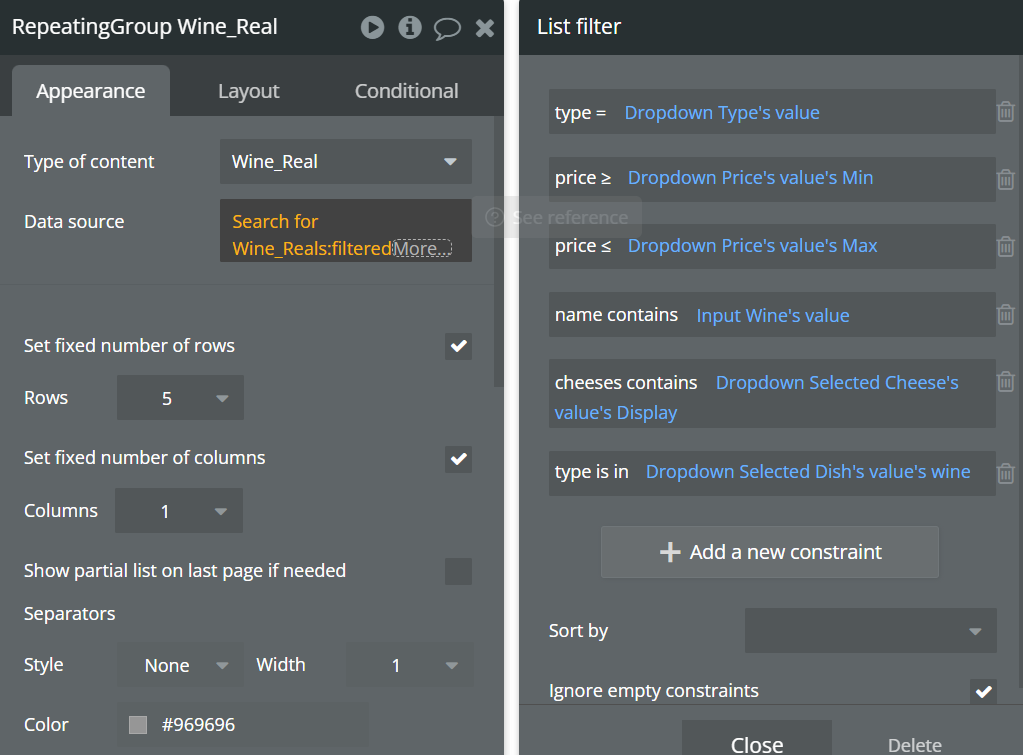 RepeatingGroup Wine_Real
Appearance
Layout
Conditional
Type of content
Wine_Real
Data source
Search for
Wine_Reals:filtered More...
See reference
Set fixed number of rows
Rows
5
Set fixed number of columns
Columns
1
Show partial list on last page if needed
Separators
Style
None
Width
1
Color
#969696
List filter
type = Dropdown Type's value
price ≥ Dropdown Price's value's Min
price ≤ Dropdown Price's value's Max
name contains Input Wine's value
cheeses contains Dropdown Selected Cheese's
value's Display
type is in Dropdown Selected Dish's value's wine
Add a new constraint
Sort by
Ignore empty constraints
Close
Delete